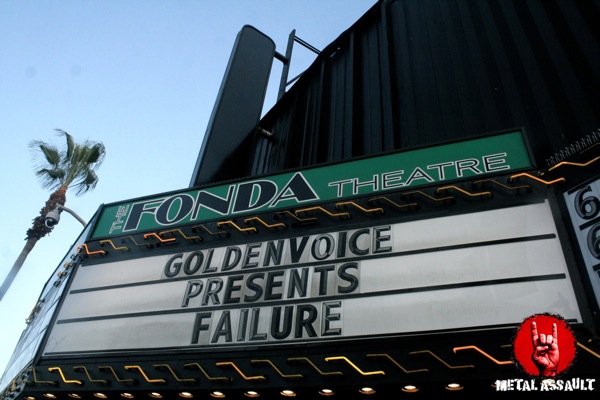 THE FONDA THEATRE
GOLDENVOICE
PRESENTS
FAILURE
METAL ASSAULT